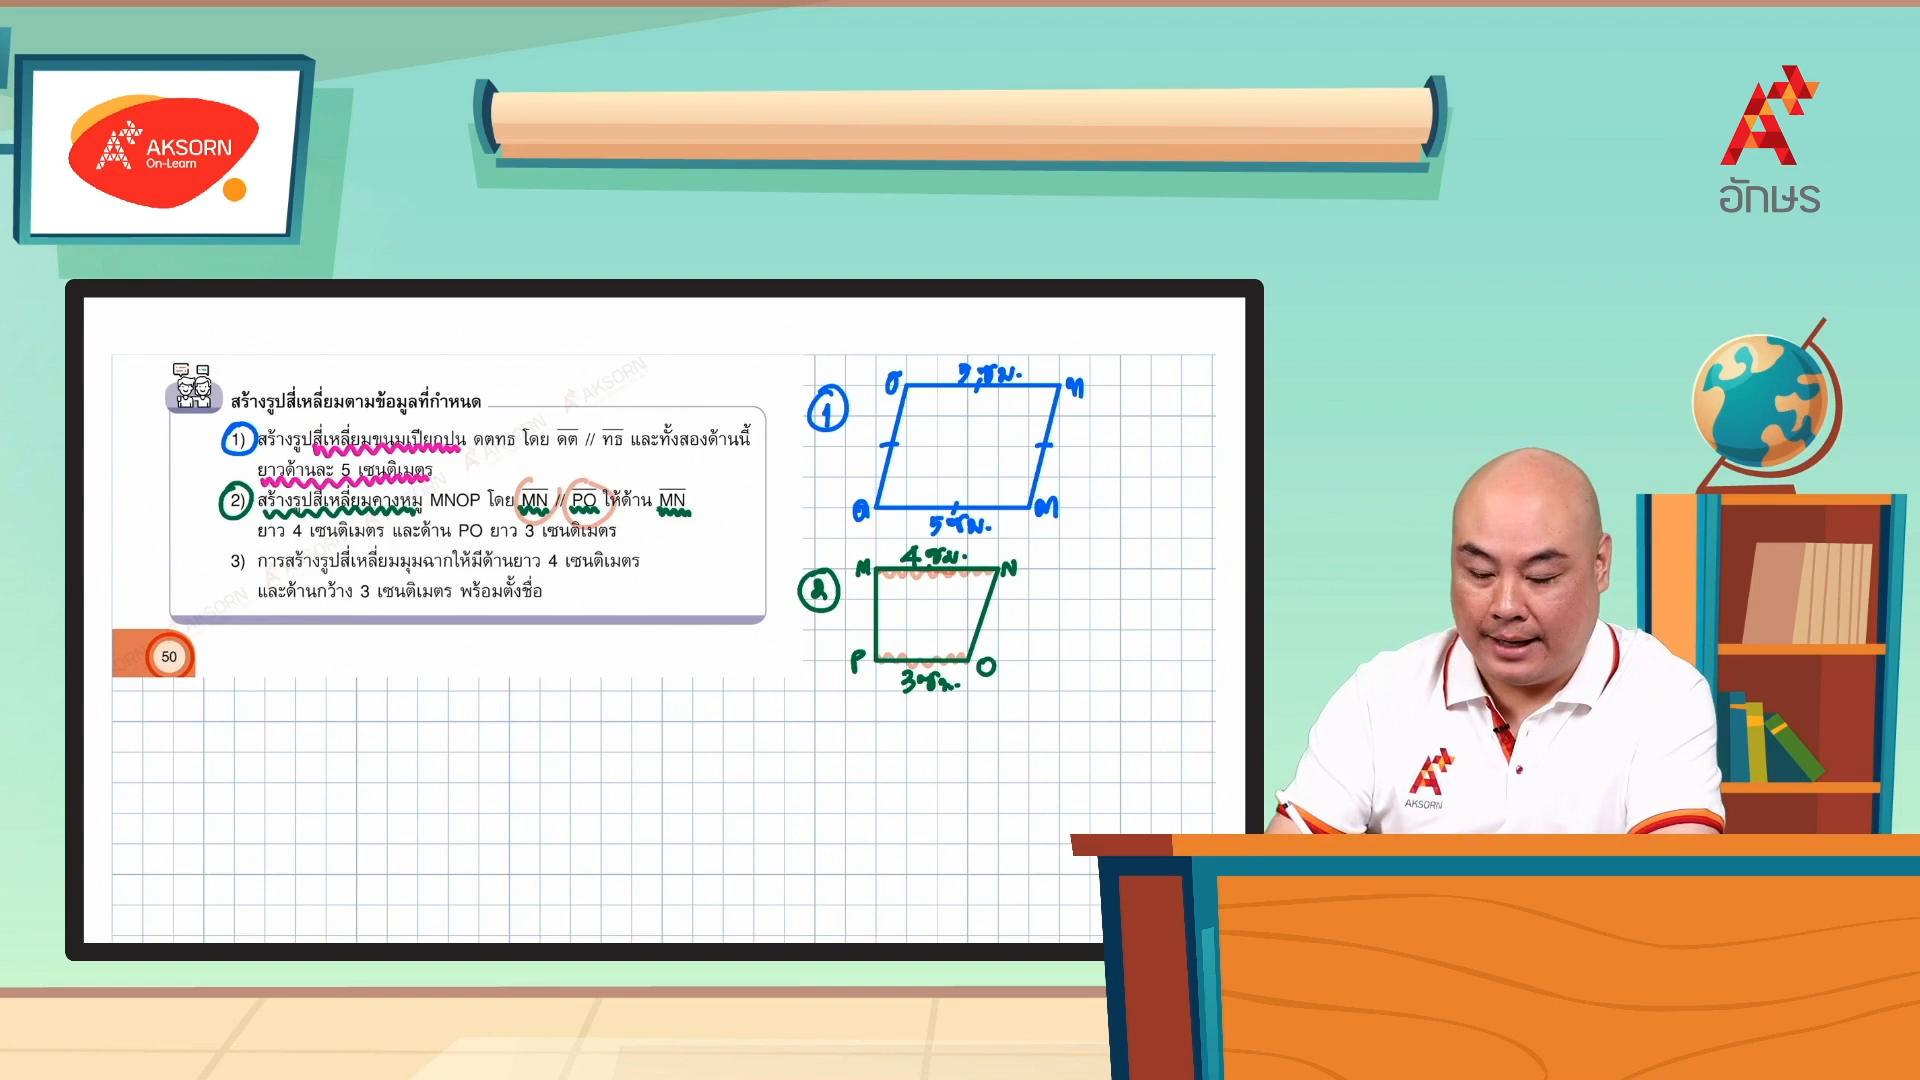 AKSORN
On-Learn
อักษร
สร้างรูปสี่เหลี่ยมตามข้อมูลที่กำหนด
1) สร้างรูปสี่เหลี่ยมขนมเปียกปูน ดตทธ โดย ดต // ทธ และทั้งสองด้านนี้
ยาวด้านละ 5 เซนติเมตร
2) สร้างรูปสี่เหลี่ยมคางหมู MNOP โดย MN // PO ให้ด้าน MN
ยาว 4 เซนติเมตร และด้าน PO ยาว 3 เซนติเมตร
3) การสร้างรูปสี่เหลี่ยมมุมฉากให้มีด้านยาว 4 เซนติเมตร
และด้านกว้าง 3 เซนติเมตร พร้อมตั้งชื่อ
50
1
ธ 5 ซม. ท
ด 5 ซม. ต
2
M 4 ซม. N
P 3 ซม. O
AKSORN